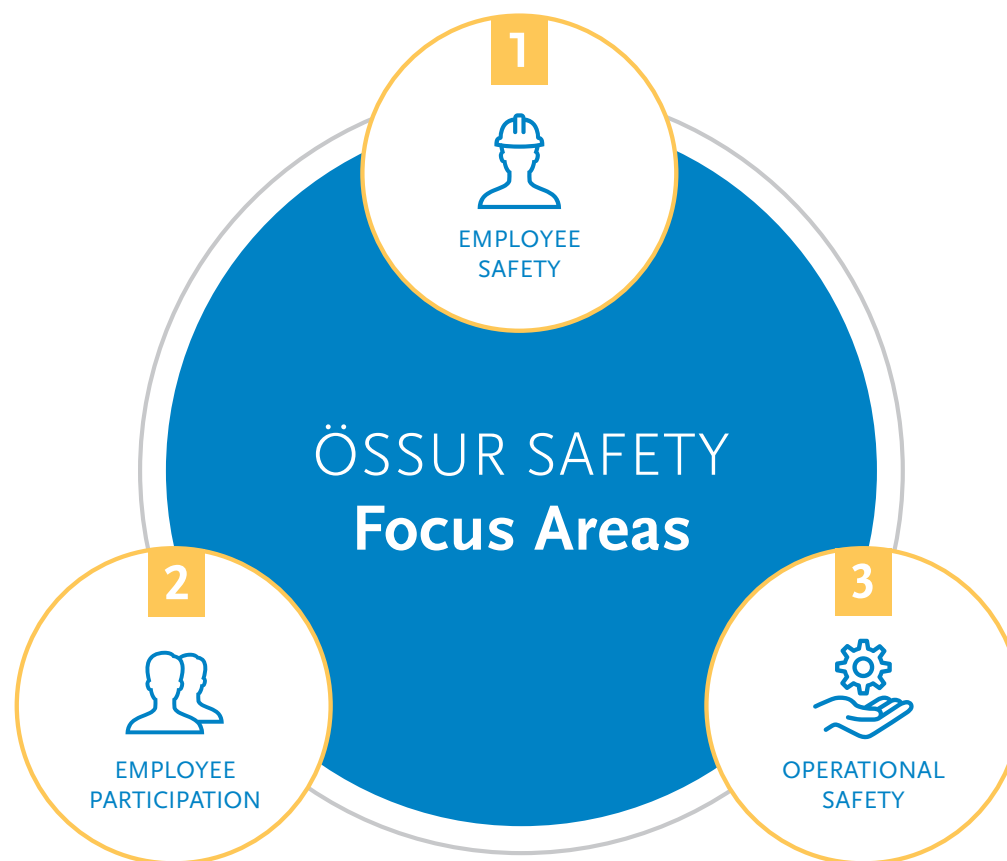 1
EMPLOYEE
SAFETY
ÖSSUR SAFETY
Focus Areas
2
EMPLOYEE
PARTICIPATION
3
OPERATIONAL
SAFETY